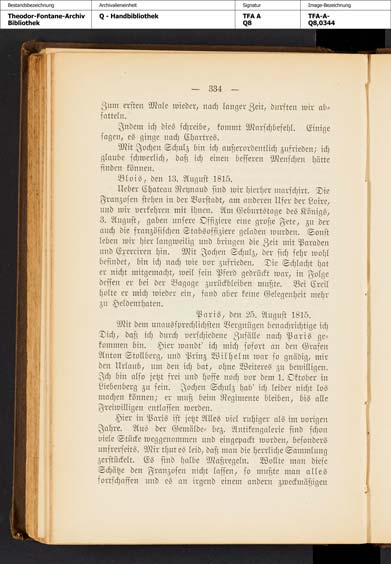 Bestandsbezeichnung
Archivalieneinheit
Signatur
Image-Bezeichnung
Theodor-Fontane-Archiv
Bibliothek
Q - Handbibliothek
TFA A
Q8
TFA-A-
Q8,0344
— 334 —
Zum ersten Male wieder, nach langer Zeit, durften wir ab-
satteln.
Indem ich dies schreibe, kommt Marschbefehl. Einige
sagen, es ginge nach Chartres.
Mit Jochen Schulz bin ich außerordentlich zufrieden; ich
glaube schwerlich, daß ich einen besseren Menschen hätte
finden können.
Blois, den 13. August 1815.
Ueber Chateau Reynaud sind wir hierher marschirt. Die
Franzosen stehen in der Vorstadt, am anderen Ufer der Loire,
und wir verkehren mit ihnen. Am Geburtstage des Königs,
3. August, gaben unsere Offiziere eine große Fete, zu der
auch die französischen Stabsoffiziere geladen wurden. Sonst
leben wir hier langweilig und bringen die Zeit mit Paraden
und Exerciren hin. Mit Jochen Schulz, der sich sehr wohl
befindet, bin ich nach wie vor zufrieden. Die Schlacht hat
er nicht mitgemacht, weil sein Pferd gedrückt war, in Folge
dessen er bei der Bagage zurückbleiben mußte. Bei Creil
holte er mich wieder ein, fand aber keine Gelegenheit mehr
zu Heldenthaten.
Paris, den 25. August 1815.
Mit dem unaussprechlichsten Vergnügen benachrichtige ich
Dich, daß ich durch verschiedene Zufälle nach Paris ge-
kommen bin. Hier wandt' ich mich sofort an den Grafen
Anton Stollberg, und Prinz Wilhelm war so gnädig, mir
den Urlaub, um den ich bat, ohne Weiteres zu bewilligen.
Ich bin also jetzt frei und hoffe noch vor dem 1. Oktober in
Liebenberg zu sein. Jochen Schulz hab' ich leider nicht los
machen können; er muß beim Regimente bleiben, bis alle
Freiwilligen entlassen werden.
Hier in Paris ist jetzt Alles viel ruhiger als im vorigen
Jahre. Aus der Gemälde- bez. Antikengalerie sind schon
viele Stücke weggenommen und eingepackt worden, besonders
unsrerseits. Mir thut es leid, daß man die herrliche Sammlung
zerstückelt. Es sind halbe Maßregeln. Wollte man diese
Schätze den Franzosen nicht lassen, so mußte man alles
fortschaffen und es an irgend einem andern zweckmäßigen